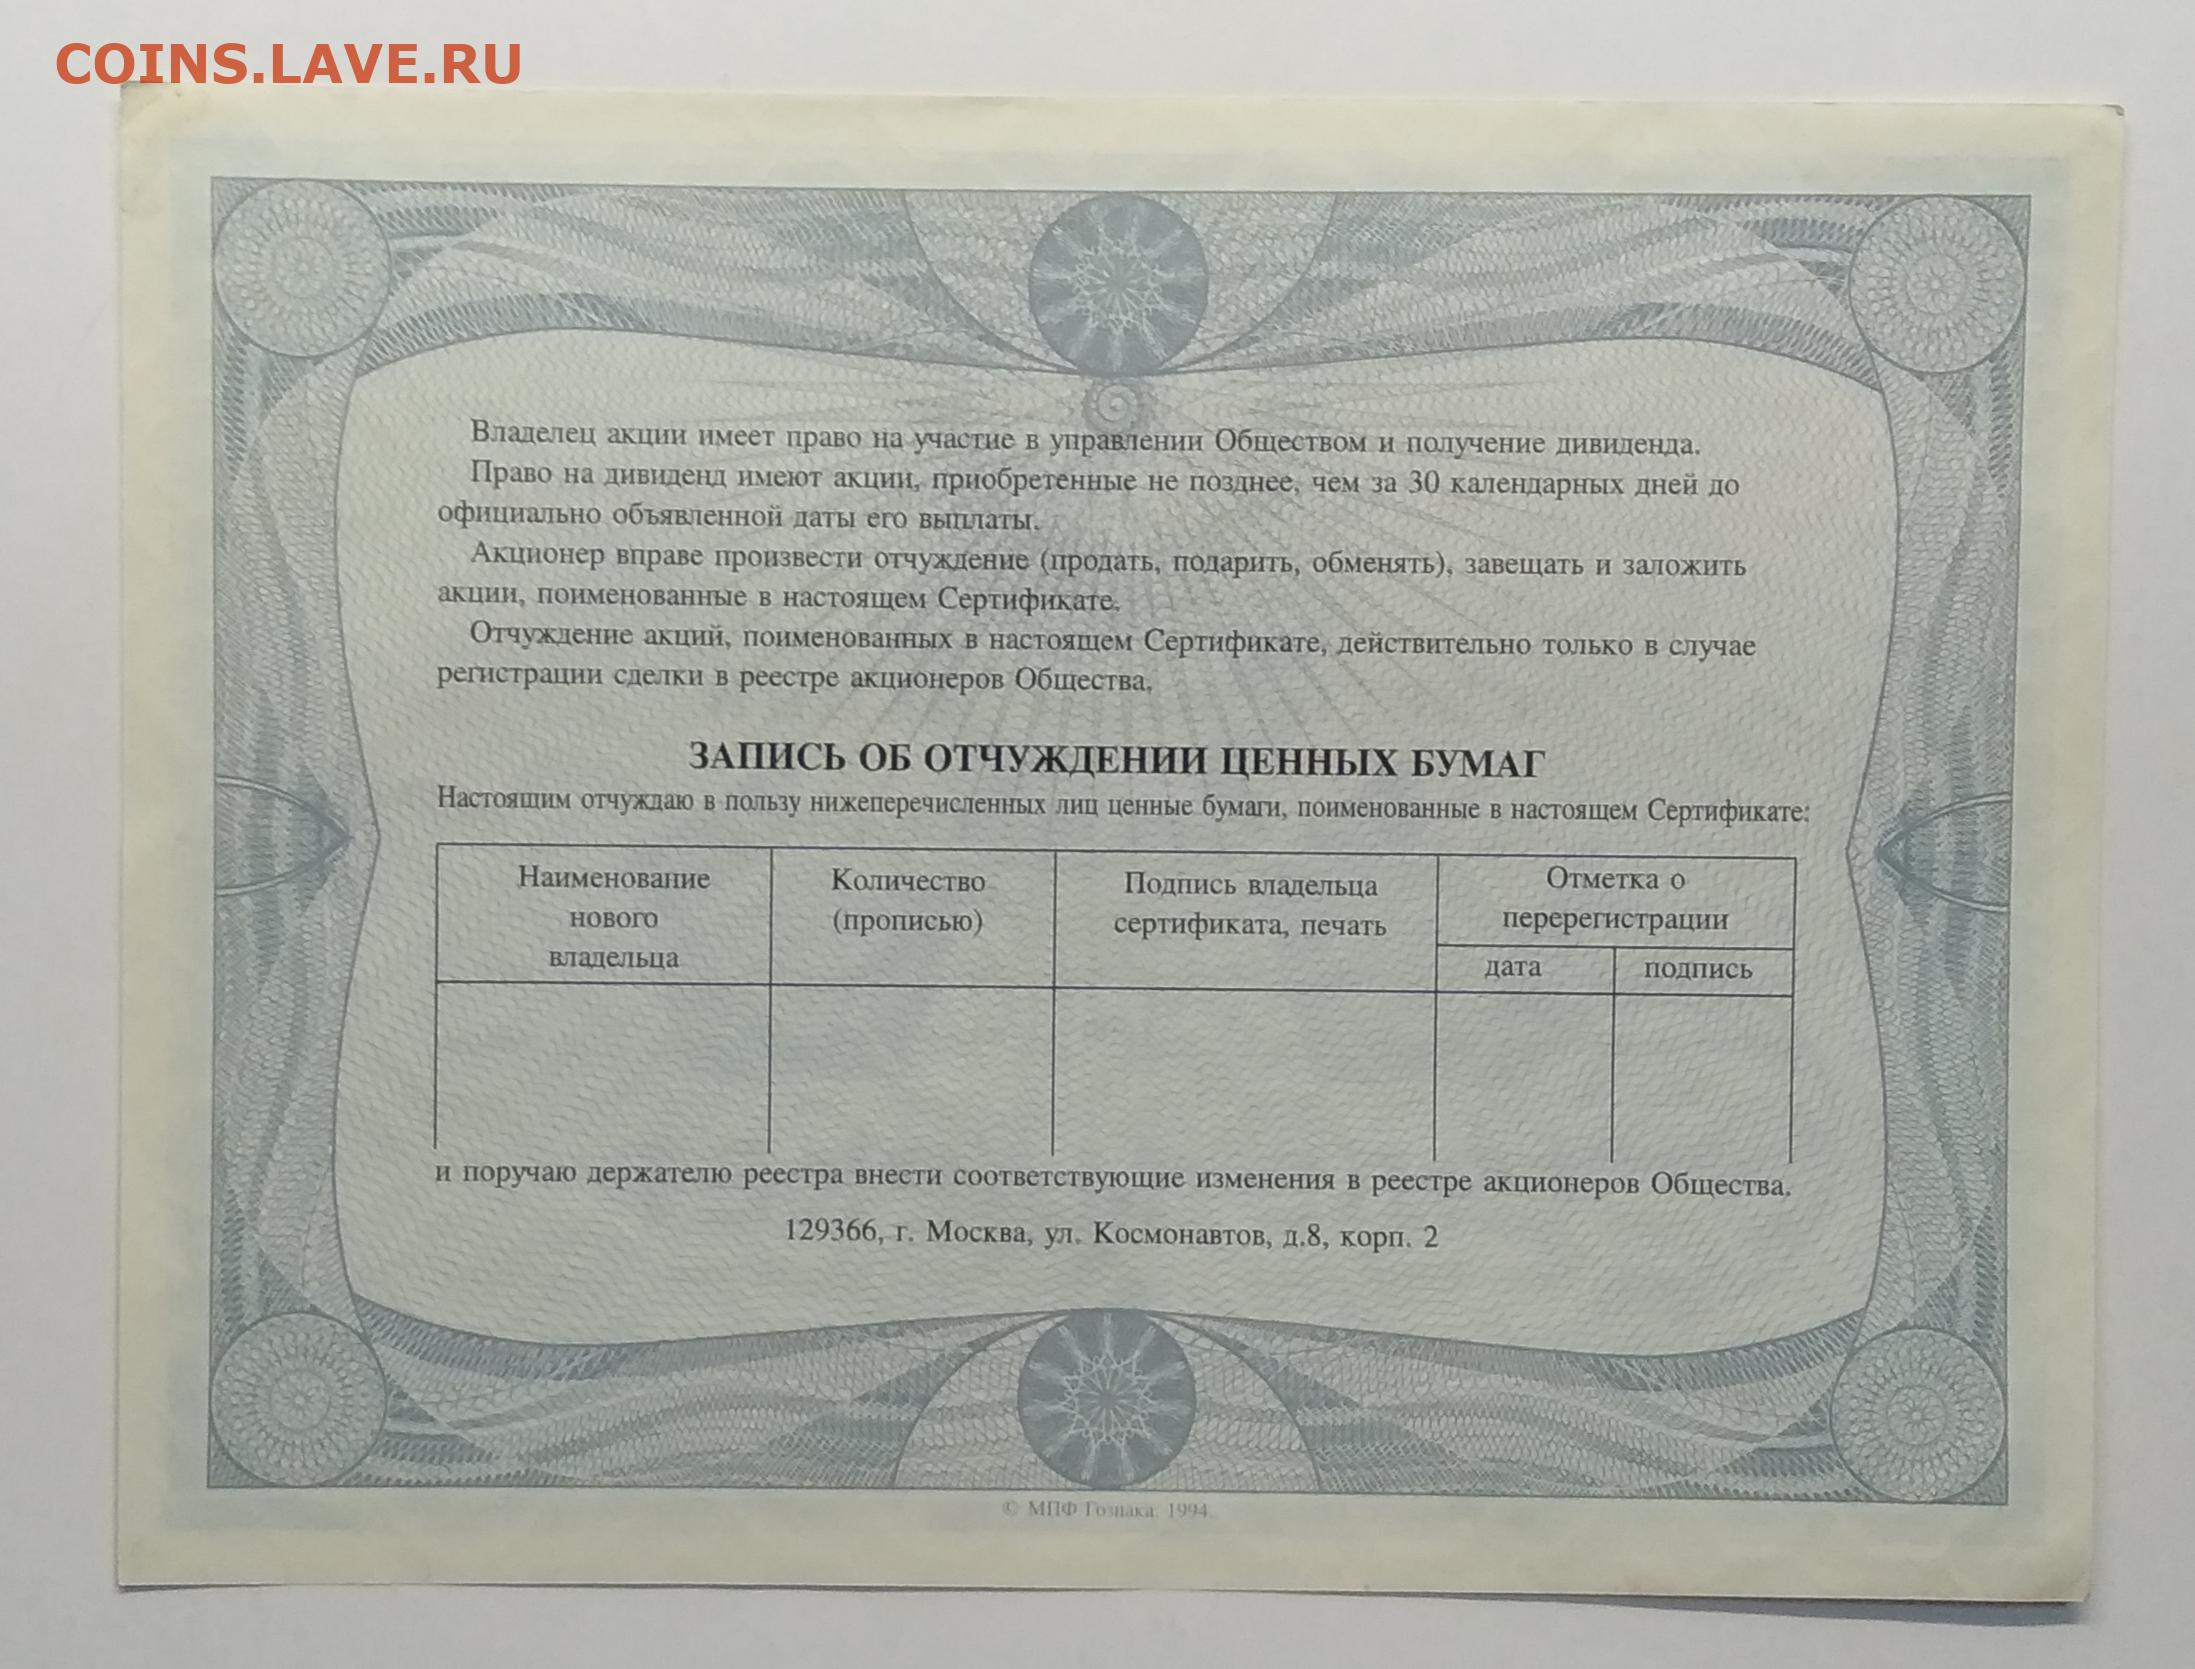 COINS.LAVE.RU
Владелец акции имеет право на участие в управлении Обществом и получение дивиденда.
Право на дивиденд имеют акции, приобретенные не позднее, чем за 30 календарных дней до
официально объявленной даты его выплаты.
Акционер вправе произвести отчуждение (продать, подарить, обменять), завещать и заложить
акции, поименованные в настоящем Сертификате.
Отчуждение акций, поименованных в настоящем Сертификате, действительно только в случае
регистрации сделки в реестре акционеров Общества.
ЗАПИСЬ ОБ ОТЧУЖДЕНИИ ЦЕННЫХ БУМАГ
Настоящим отчуждаю в пользу нижеперечисленных лиц ценные бумаги, поименованные в настоящем Сертификате:
Наименование
нового
владельца
Количество
(прописью)
Подпись владельца
сертификата, печать
Отметка о
перерегистрации
дата
подпись
и поручаю держателю реестра внести соответствующие изменения в реестре акционеров Общества.
129366, г. Москва, ул. Космонавтов, д.8, корп. 2
© МПФ Гознака. 1994.